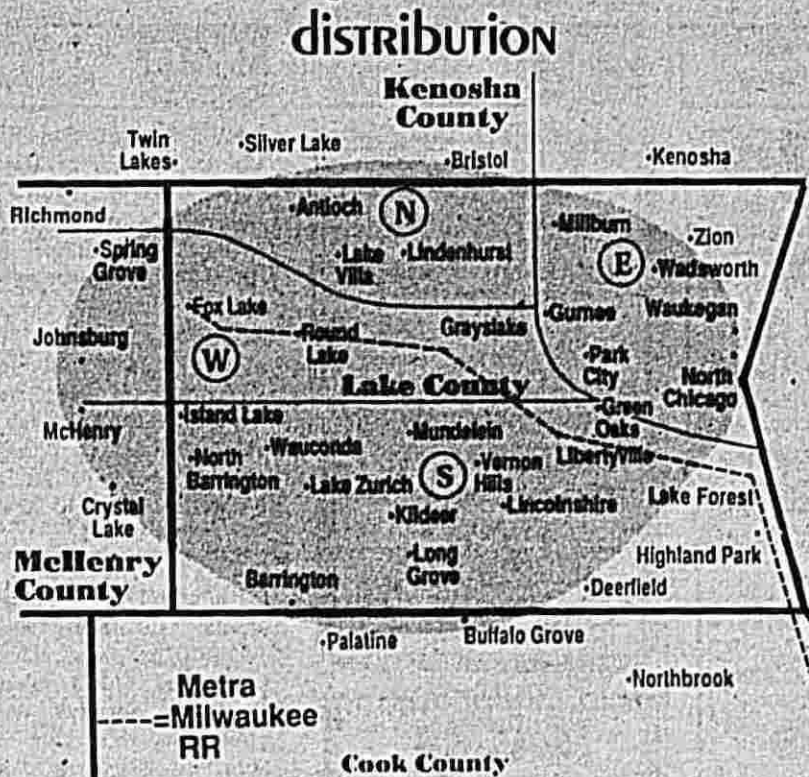 distribution
Kenosha
County
Twin
Lakes
Silver Lake
Bristol
Kenosha
Richmond
Antioch
N
Millburn
Zion
Spring
Grove
Lake
Villa
Lindenhurst
E
Wadsworth
Fox Lake
Grayslake
Gurnee
Waukegan
Johnsburg
W
Round
Lake
Park
City
Lake County
North
Chicago
McHenry
Island Lake
Green
Oaks
Mundelein
Wauconda
North
Barrington
Lake Zurich
S
Vernon
Hills
Libertyville
Crystal
Lake
Lincolnshire
Lake Forest
Kildeer
McHenry
County
Long
Grove
Highland Park
Barrington
Deerfield
Palatine
Buffalo Grove
Northbrook
Metra
----=Milwaukee
RR
Cook County